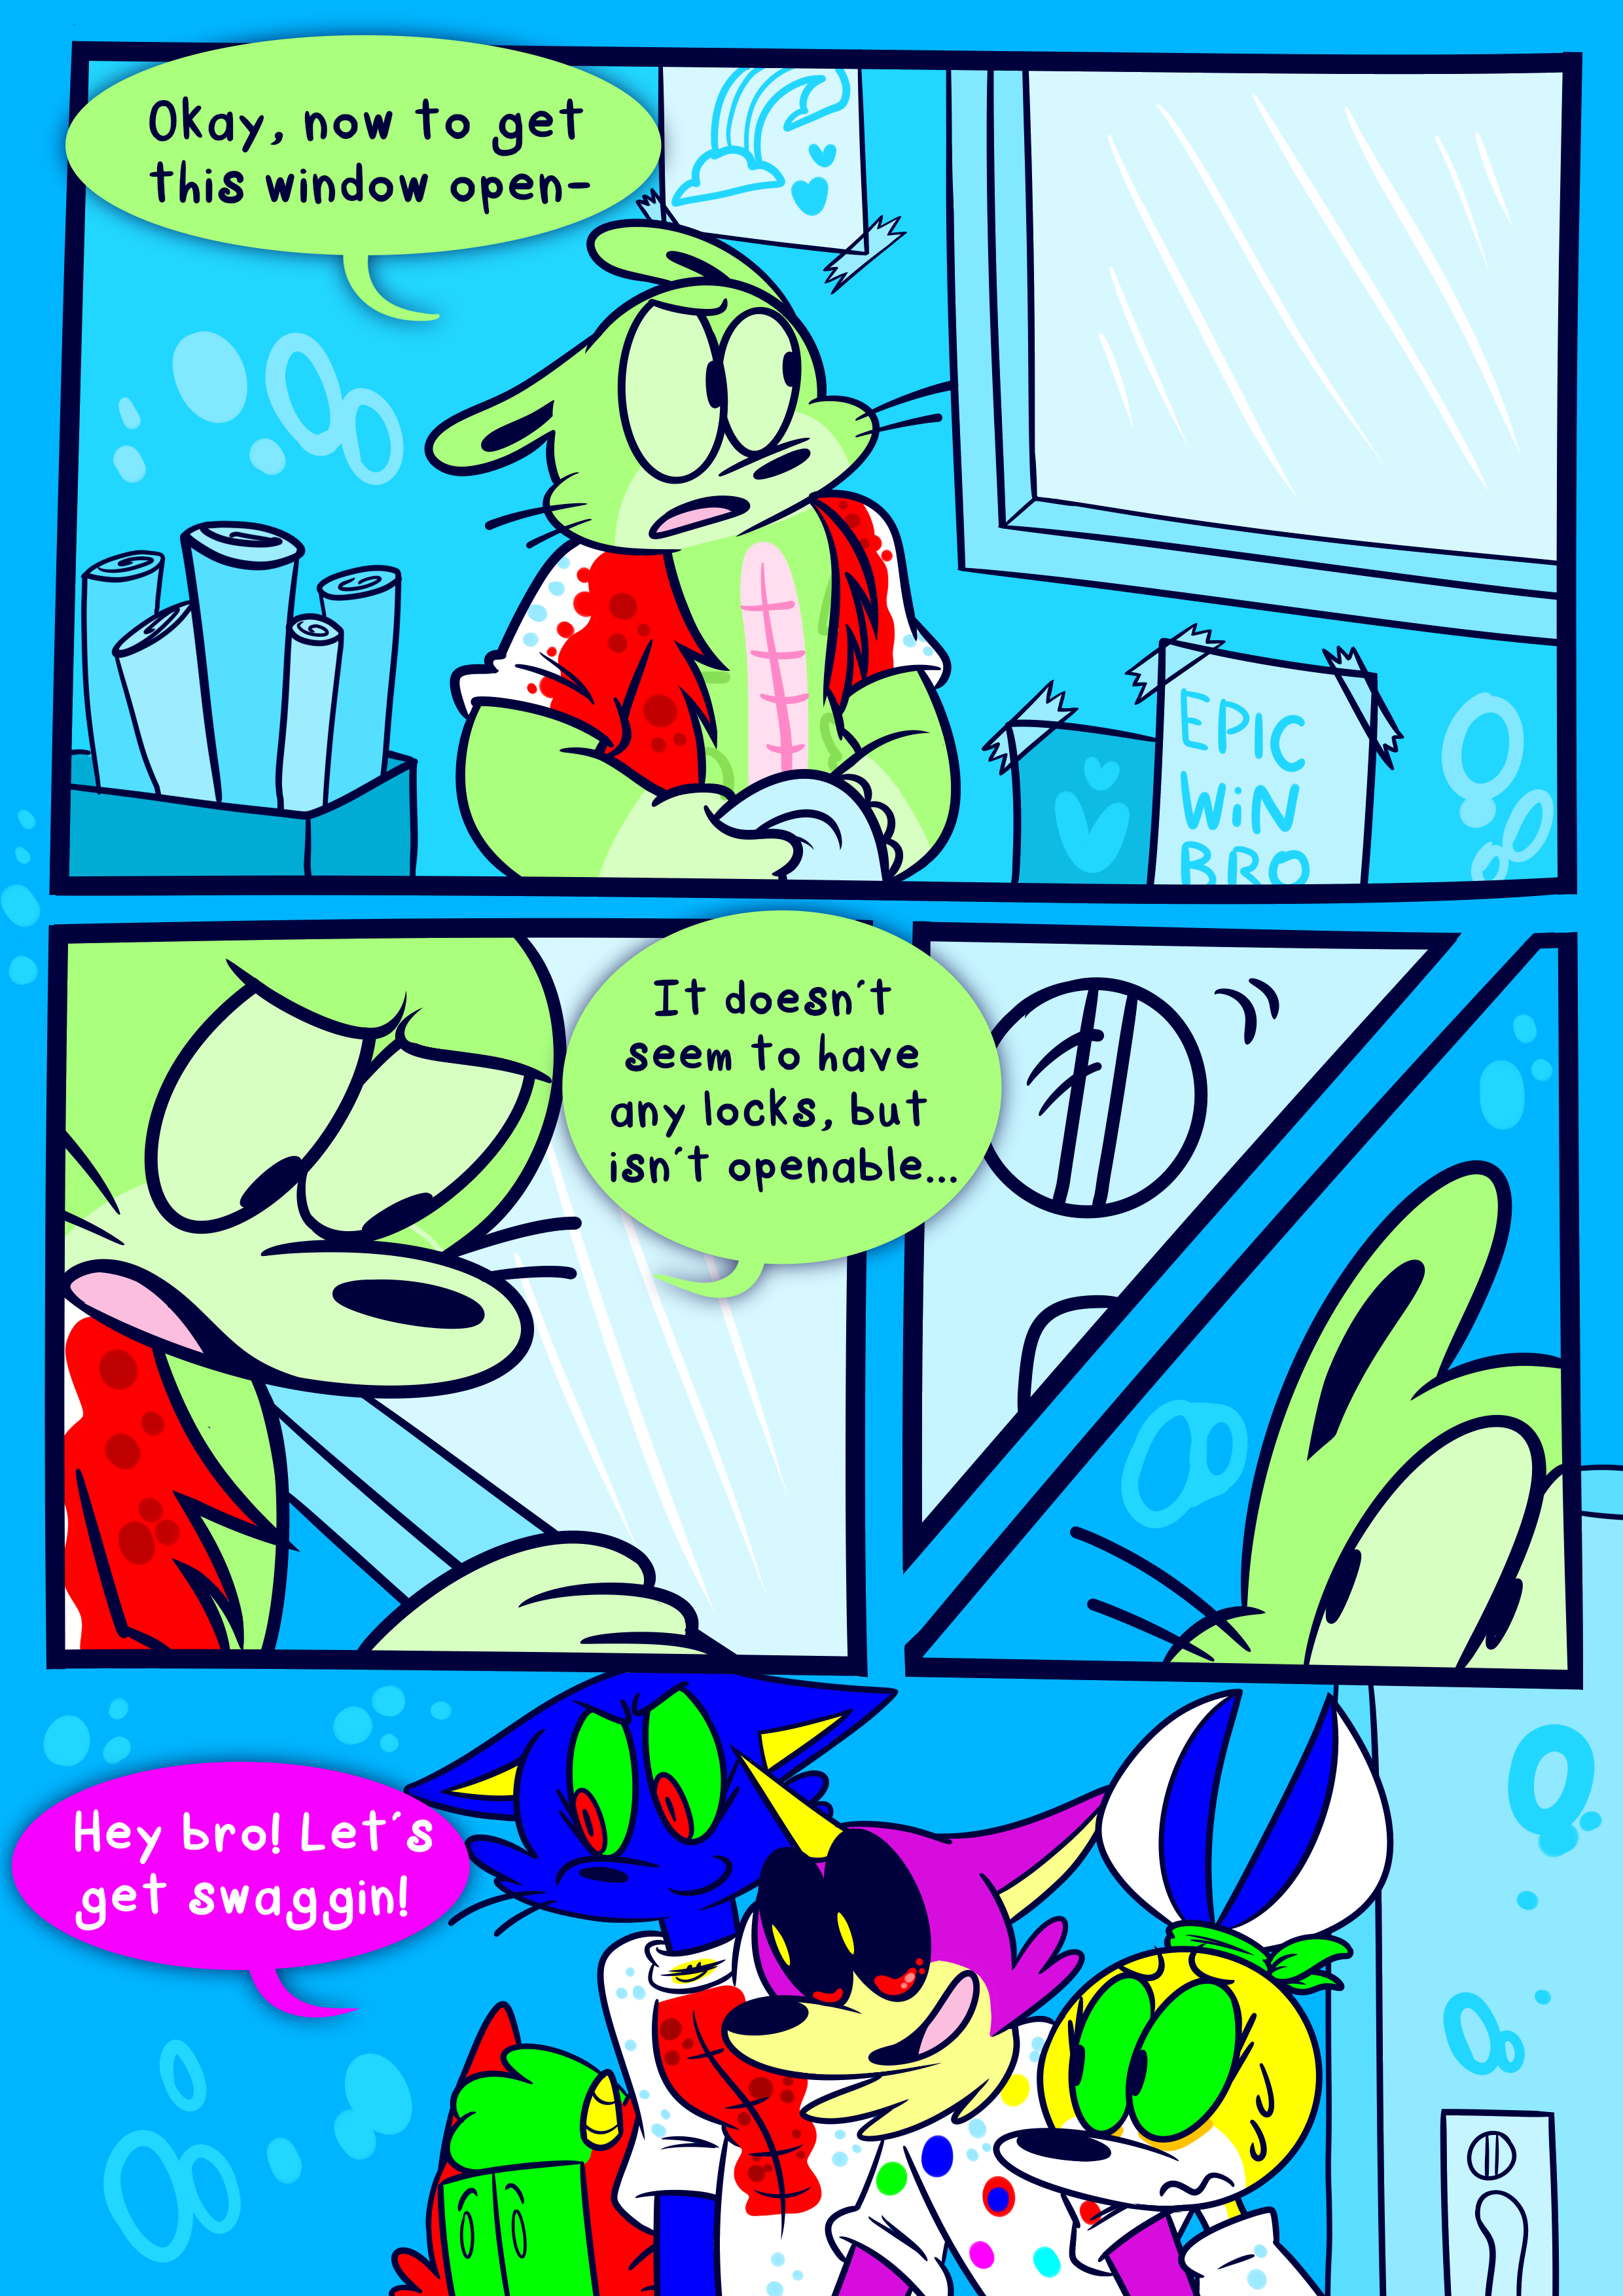 Okay, now to get
this window open-
EPIC
WiN
BRO
It doesn't
seem to have
any locks, but
isn't openable...
Hey bro! Let's
get swaggin!